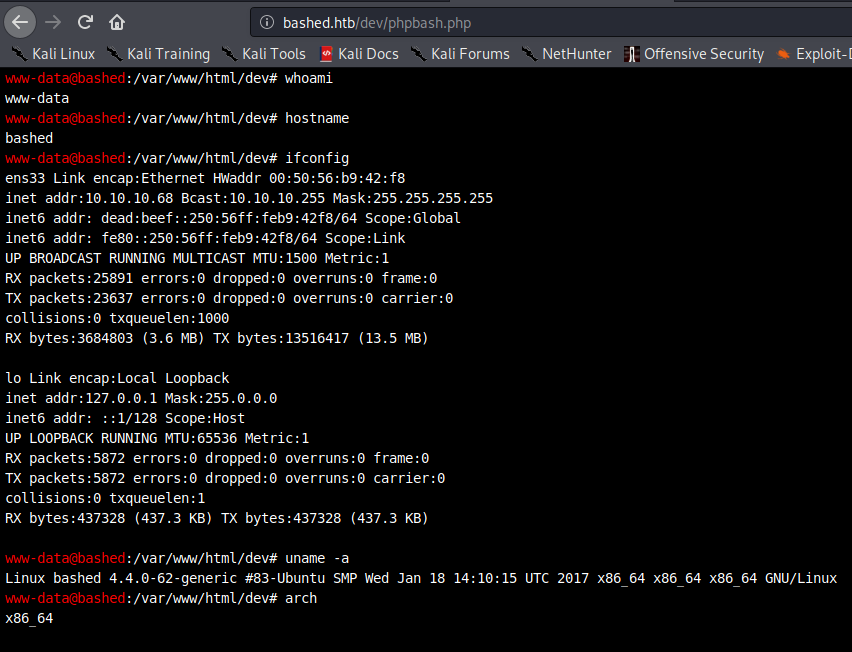 bashed.htb/dev/phpbash.php
Kali Linux Kali Training Kali Tools Kali Docs Kali Forums NetHunter Offensive Security Exploit-
www-data@bashed:/var/www/html/dev# whoami
www-data
www-data@bashed:/var/www/html/dev# hostname
bashed
www-data@bashed:/var/www/html/dev# ifconfig
ens33 Link encap:Ethernet HWaddr 00:50:56:b9:42:f8
inet addr:10.10.10.68 Bcast:10.10.10.255 Mask:255.255.255.255
inet6 addr: dead:beef::250:56ff:feb9:42f8/64 Scope:Global
inet6 addr: fe80::250:56ff:feb9:42f8/64 Scope:Link
UP BROADCAST RUNNING MULTICAST MTU:1500 Metric:1
RX packets:25891 errors:0 dropped:0 overruns:0 frame:0
TX packets:23637 errors:0 dropped:0 overruns:0 carrier:0
collisions:0 txqueuelen:1000
RX bytes:3684803 (3.6 MB) TX bytes:13516417 (13.5 MB)
lo Link encap:Local Loopback
inet addr:127.0.0.1 Mask:255.0.0.0
inet6 addr: ::1/128 Scope:Host
UP LOOPBACK RUNNING MTU:65536 Metric:1
RX packets:5872 errors:0 dropped:0 overruns:0 frame:0
TX packets:5872 errors:0 dropped:0 overruns:0 carrier:0
collisions:0 txqueuelen:1
RX bytes:437328 (437.3 KB) TX bytes:437328 (437.3 KB)
www-data@bashed:/var/www/html/dev# uname -a
Linux bashed 4.4.0-62-generic #83-Ubuntu SMP Wed Jan 18 14:10:15 UTC 2017 x86_64 x86_64 x86_64 GNU/Linux
www-data@bashed:/var/www/html/dev# arch
x86_64